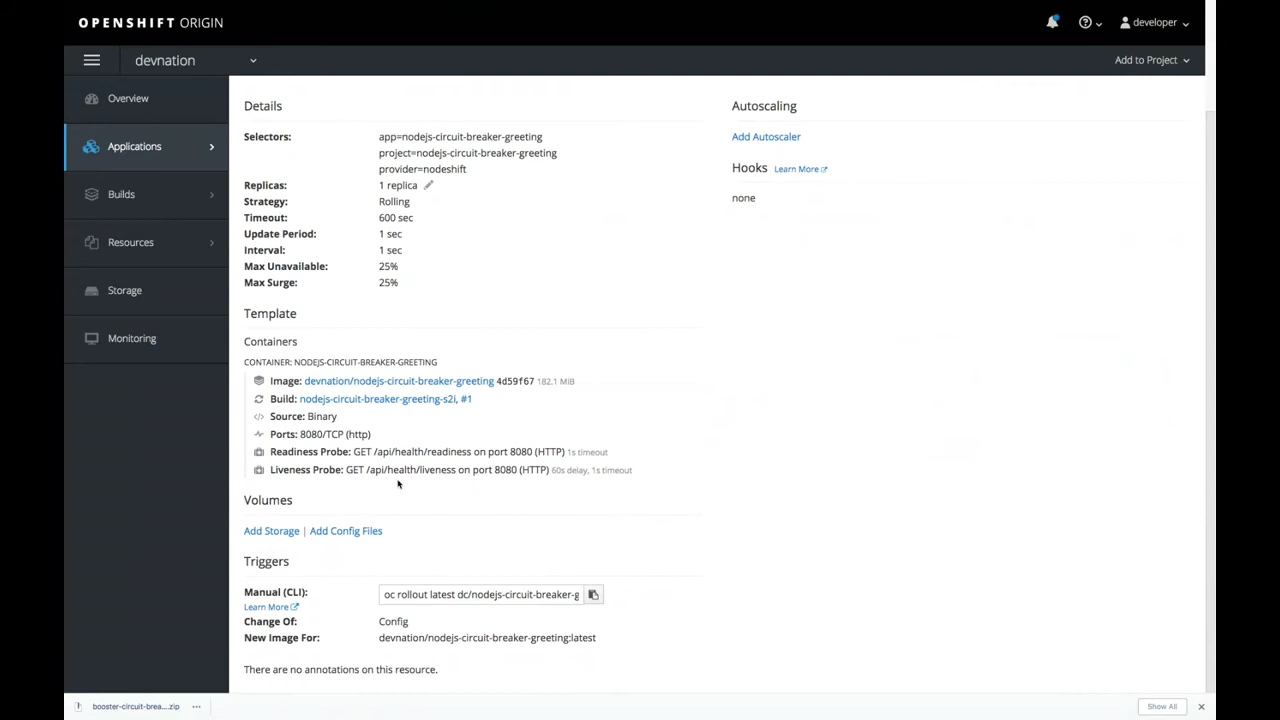 OPENSHIFT ORIGIN
developer
devnation
Add to Project
Overview
Applications
Builds
Resources
Storage
Monitoring
Details
Selectors: app=nodejs-circuit-breaker-greeting
project=nodejs-circuit-breaker-greeting
provider=nodeshift
Replicas: 1 replica
Strategy: Rolling
Timeout: 600 sec
Update Period: 1 sec
Interval: 1 sec
Max Unavailable: 25%
Max Surge: 25%
Template
Containers
CONTAINER: NODEJS-CIRCUIT-BREAKER-GREETING
Image: devnation/nodejs-circuit-breaker-greeting 4d59f67 182.1 MiB
Build: nodejs-circuit-breaker-greeting-s2i, #1
Source: Binary
Ports: 8080/TCP (http)
Readiness Probe: GET /api/health/readiness on port 8080 (HTTP) 1s timeout
Liveness Probe: GET /api/health/liveness on port 8080 (HTTP) 60s delay, 1s timeout
Volumes
Add Storage | Add Config Files
Triggers
Manual (CLI): oc rollout latest dc/nodejs-circuit-breaker-g
Learn More
Change Of: Config
New Image For: devnation/nodejs-circuit-breaker-greeting:latest
There are no annotations on this resource.
Autoscaling
Add Autoscaler
Hooks Learn More
none
booster-circuit-brea....zip
Show All